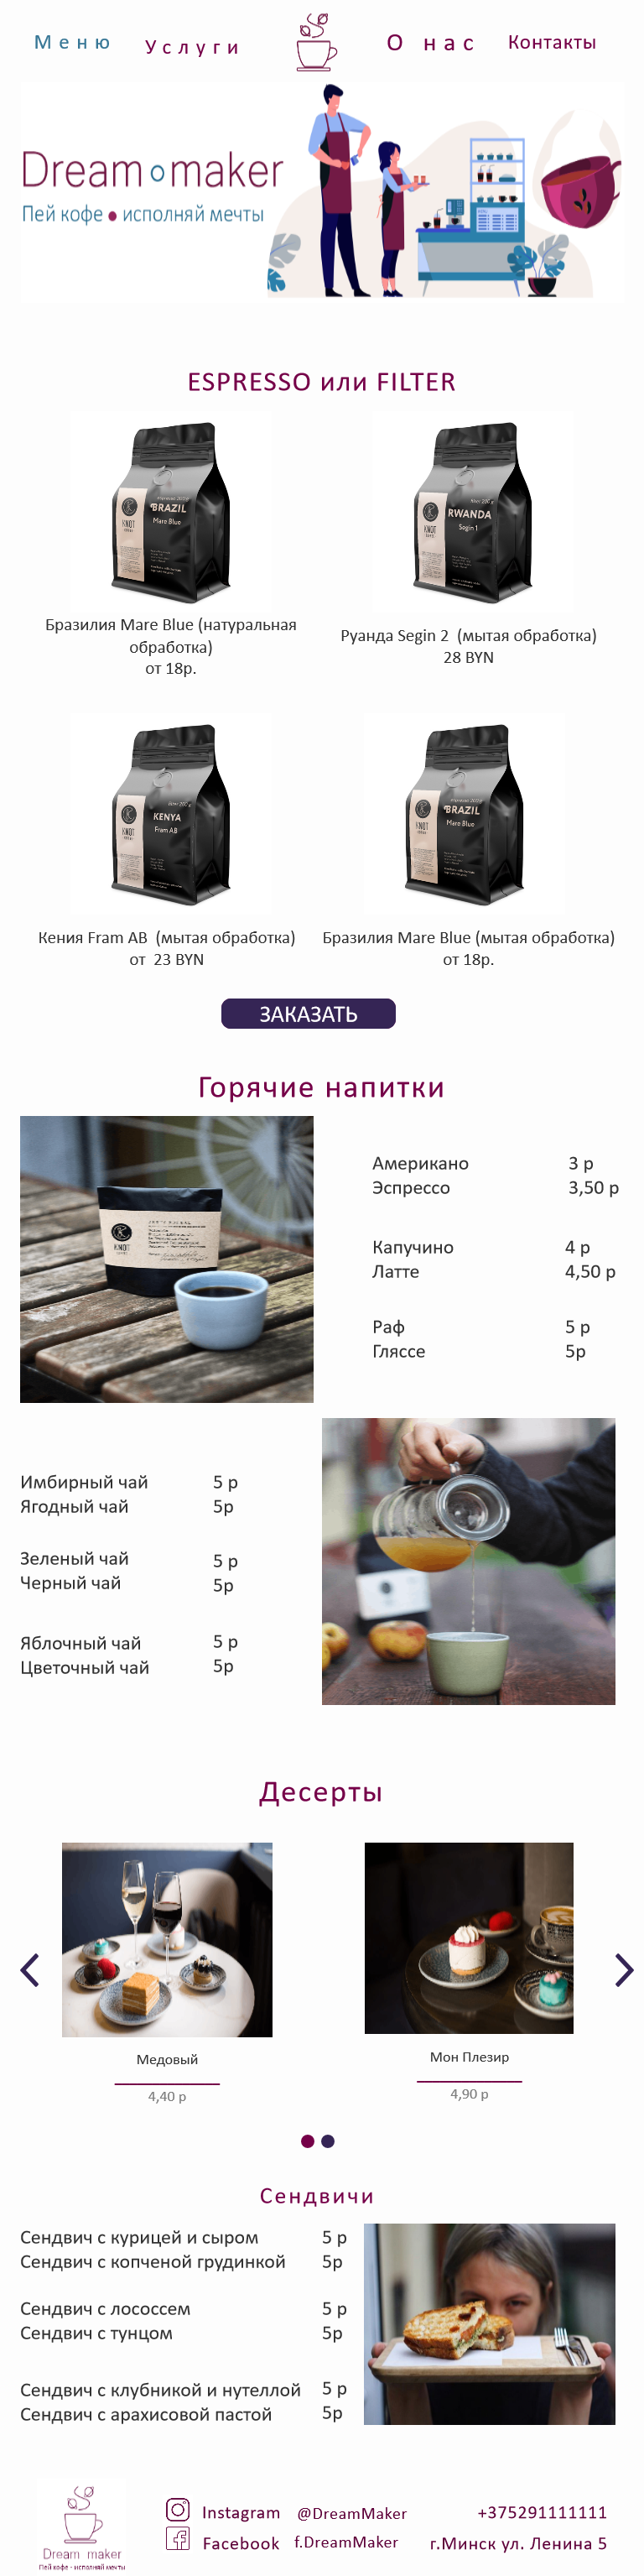 Меню Услуги О нас Контакты
Dream maker
Пей кофе исполняй мечты
ESPRESSO или FILTER
BRAZIL
Mare Blue
KNOT
RWANDA
Segin 1
KNOT
Бразилия Mare Blue (натуральная
обработка)
от 18р.
Руанда Segin 2 (мытая обработка)
28 BYN
KENYA
Fram AB
KNOT
BRAZIL
Mare Blue
KNOT
Кения Fram AB (мытая обработка)
от 23 BYN
Бразилия Mare Blue (мытая обработка)
от 18р.
ЗАКАЗАТЬ
Горячие напитки
KNOT
Американо 3 р
Эспрессо 3,50 р
Капучино 4 р
Латте 4,50 р
Раф 5 р
Гляссе 5р
Имбирный чай 5 р
Ягодный чай 5р
Зеленый чай 5 р
Черный чай 5р
Яблочный чай 5 р
Цветочный чай 5р
Десерты
Медовый
4,40 р
Мон Плезир
4,90 р
Сендвичи
Сендвич с курицей и сыром 5 р
Сендвич с копченой грудинкой 5р
Сендвич с лососсем 5 р
Сендвич с тунцом 5р
Сендвич с клубникой и нутеллой 5 р
Сендвич с арахисовой пастой 5р
Dream maker
Пей кофе - исполняй мечты
Instagram @DreamMaker
Facebook f.DreamMaker
+375291111111
г.Минск ул. Ленина 5